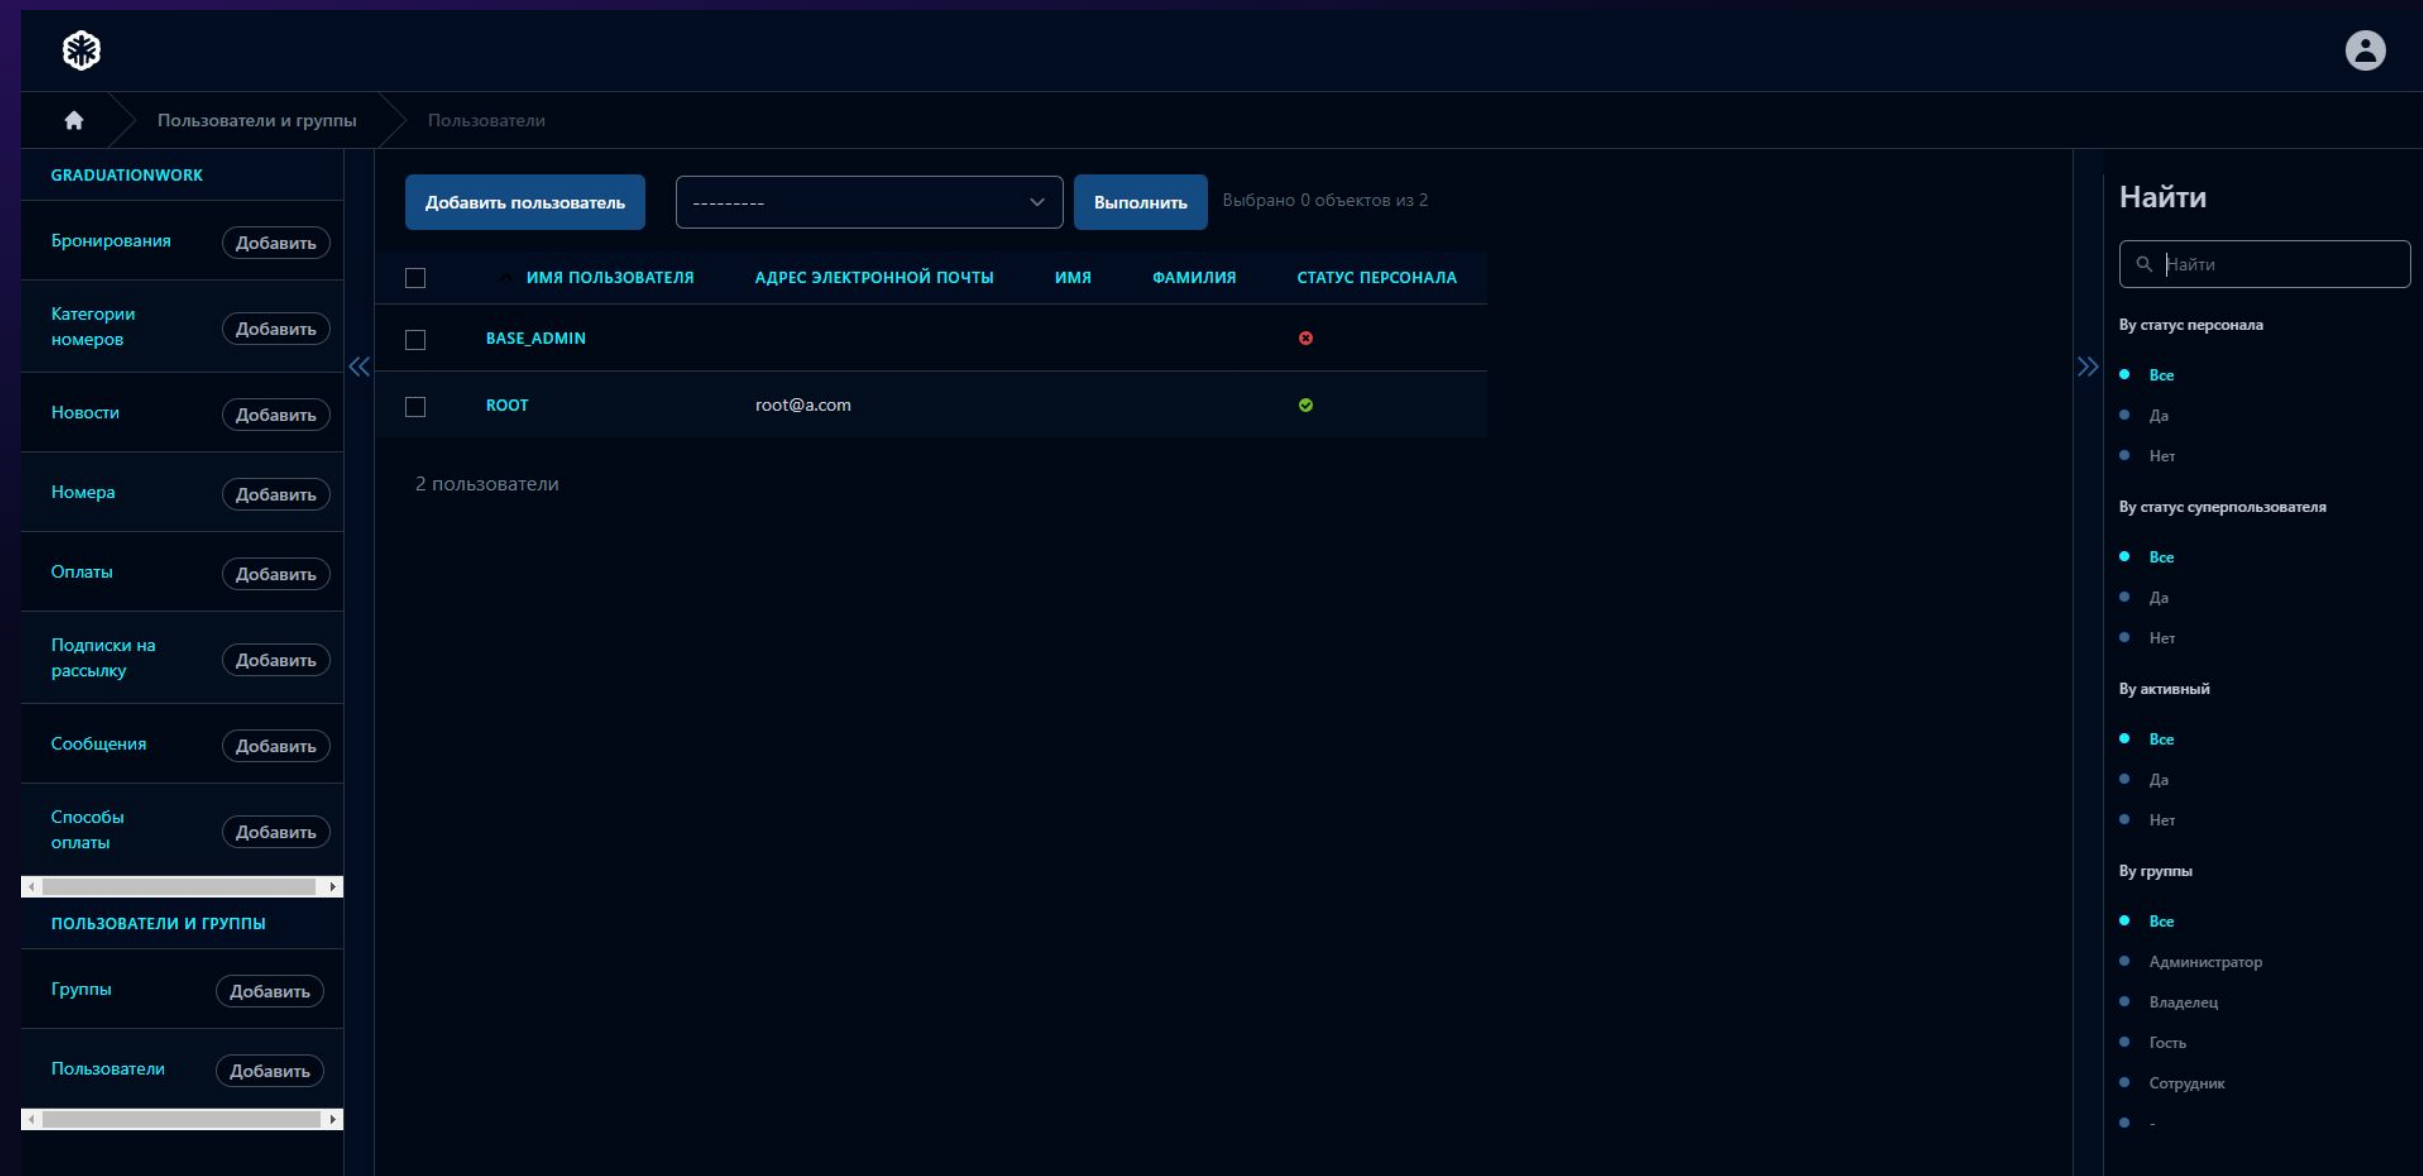 Пользователи и группы
Пользователи
GRADUATIONWORK
Бронирования
Добавить
Категории
номеров
Добавить
Новости
Добавить
Номера
Добавить
Оплаты
Добавить
Подписки на
рассылку
Добавить
Сообщения
Добавить
Способы
оплаты
Добавить
ПОЛЬЗОВАТЕЛИ И ГРУППЫ
Группы
Добавить
Пользователи
Добавить
Добавить пользователь
---------
Выполнить
Выбрано 0 объектов из 2
ИМЯ ПОЛЬЗОВАТЕЛЯ АДРЕС ЭЛЕКТРОННОЙ ПОЧТЫ ИМЯ ФАМИЛИЯ СТАТУС ПЕРСОНАЛА
BASE_ADMIN
ROOT root@a.com
2 пользователи
Найти
Найти
By статус персонала
Все
Да
Нет
By статус суперпользователя
Все
Да
Нет
By активный
Все
Да
Нет
By группы
Все
Администратор
Владелец
Гость
Сотрудник
-